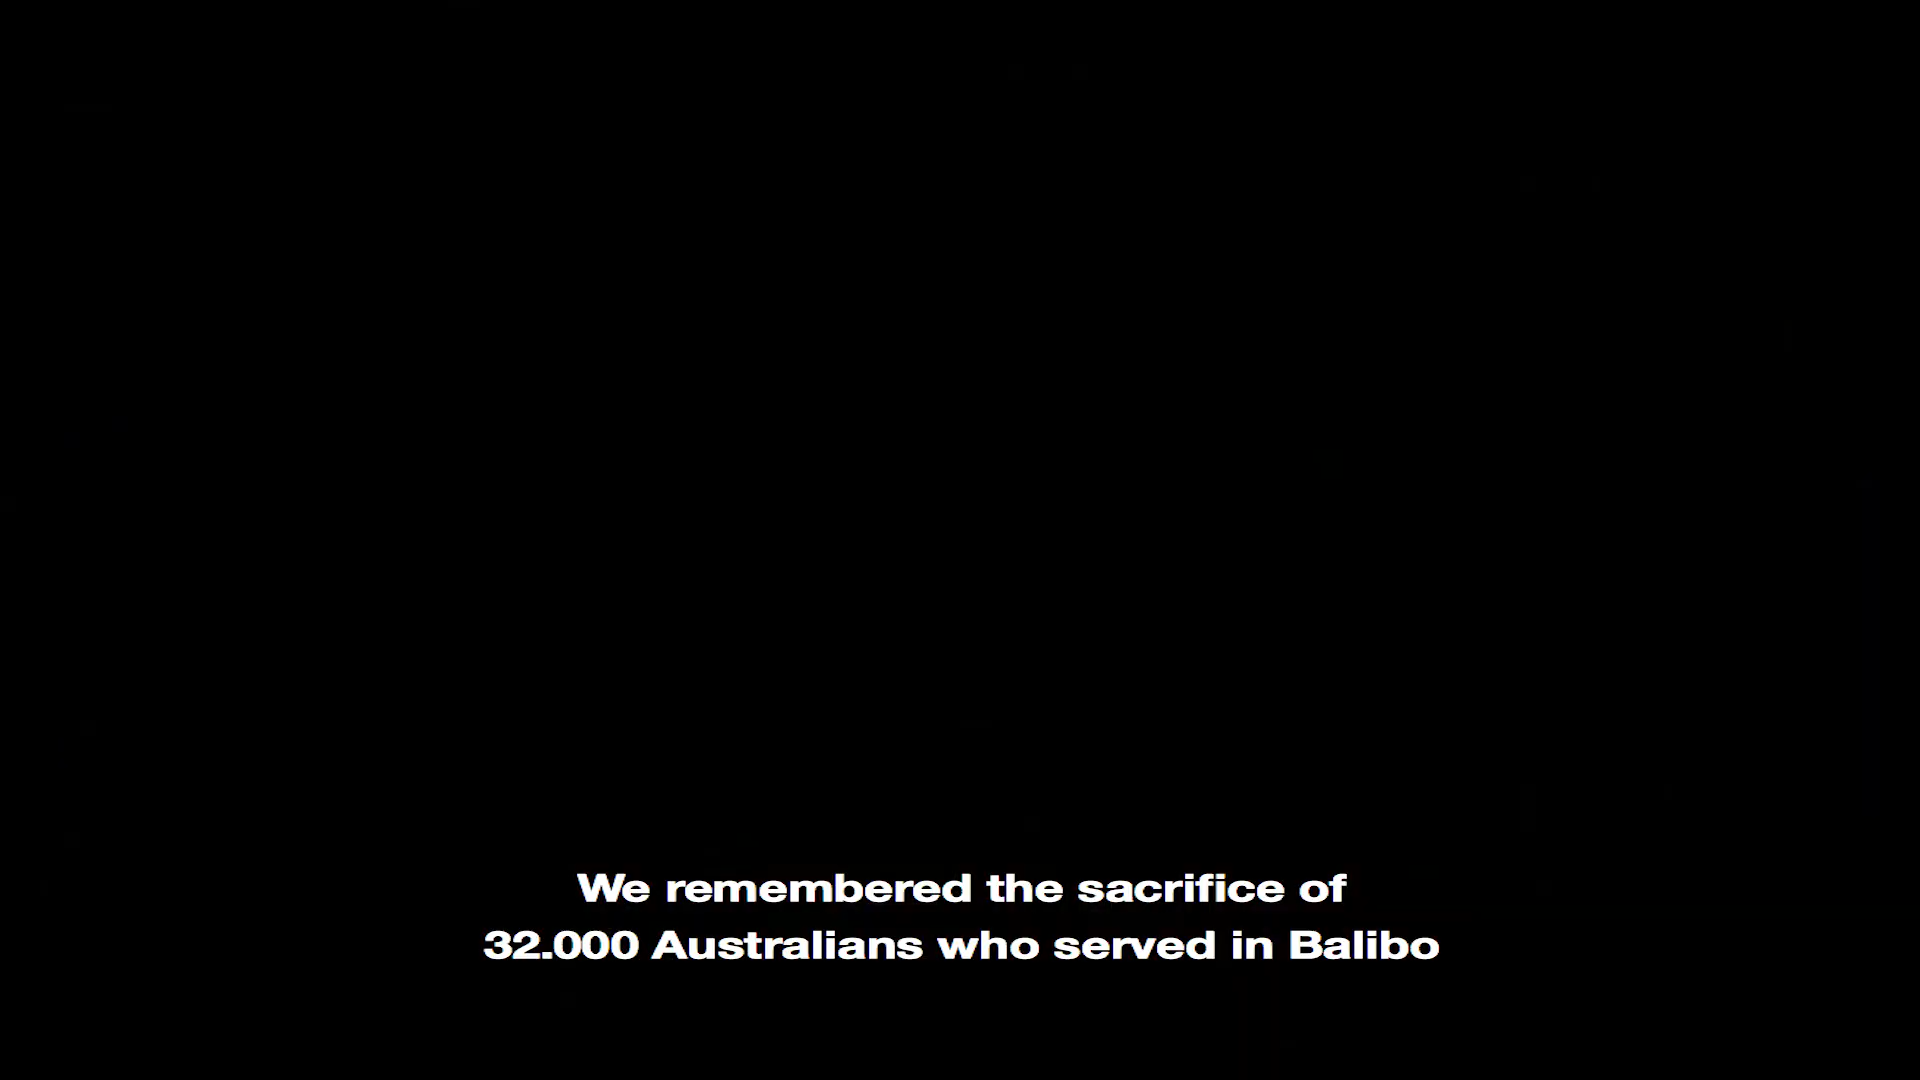 We remembered the sacrifice of
32.000 Australians who served in Balibo